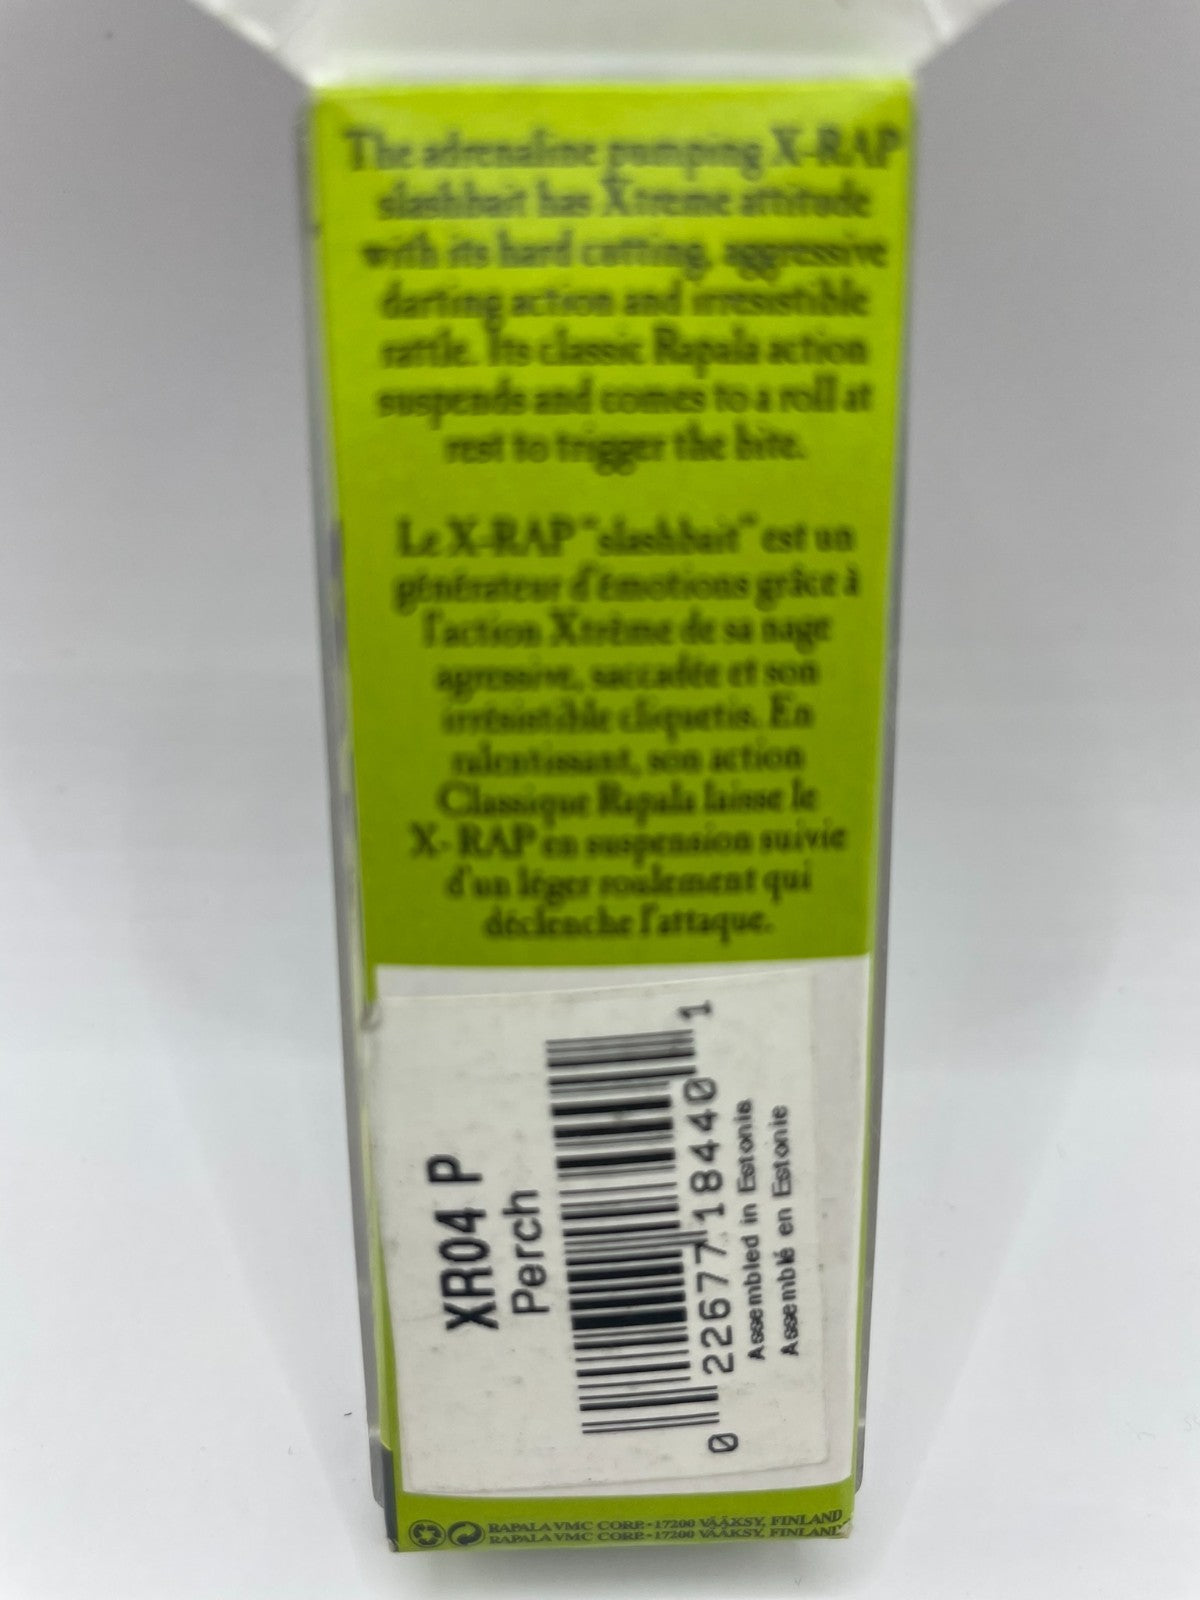 The adrenaline pumping X-RAP
slashbait has Xtreme attitude
with its hard cutting, aggressive
darting action and irresistible
rattle. Its classic Rapala action
suspends and comes to a roll at
rest to trigger the bite.
Le X-RAP "slashbait" est un
générateur d'émotions grâce à
l'action Xtrême de sa nage
agressive, saccadée et son
irrésistible cliquetis. En
ralentissant, son action
Classique Rapala laisse le
X-RAP en suspension suivie
d'un léger roulement qui
déclenche l'attaque.
XR04 P
Perch
0 22677 18440 1
Assembled in Estonia
Assemblé en Estonie
RAPALA VMC CORP.-17200 VÄÄKSY, FINLAND
RAPALA VMC CORP.-17200 VÄÄKSY, FINLAND